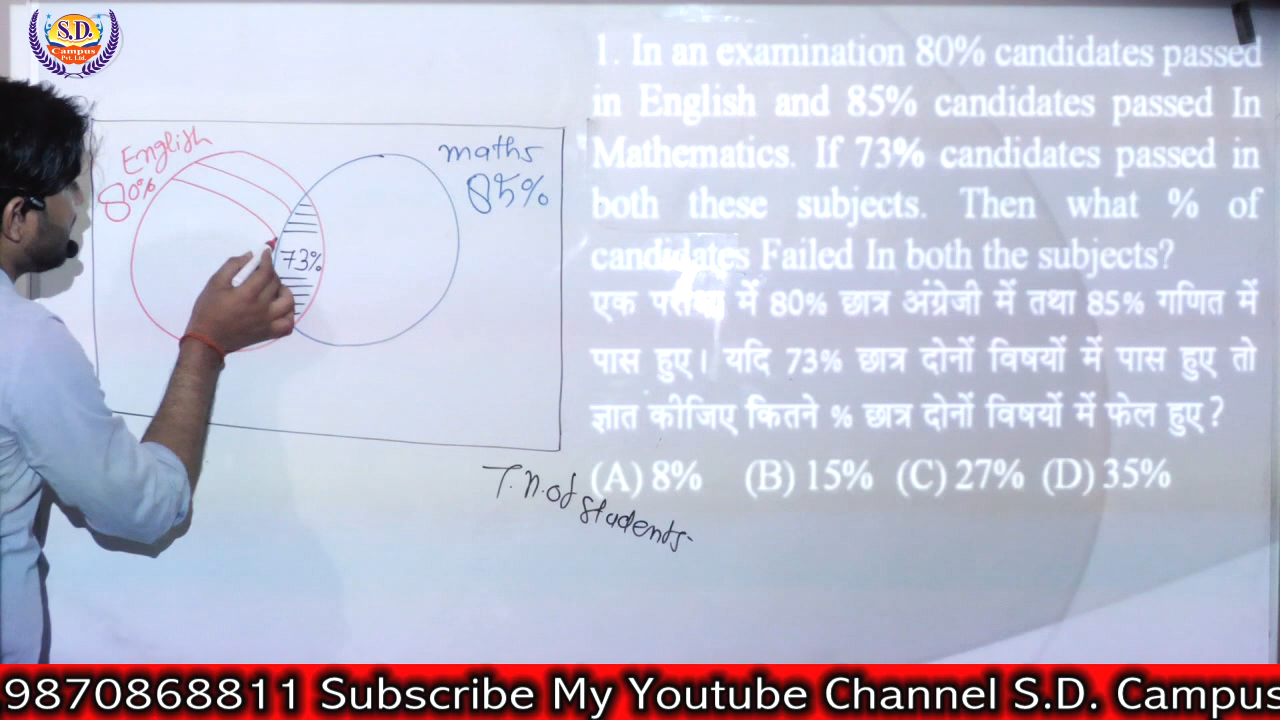 S.D.
Campus
Pvt. Ltd.
English
80%
maths
85%
73%
T.n.of students.
1. In an examination 80% candidates passed
in English and 85% candidates passed In
Mathematics. If 73% candidates passed in
both these subjects. Then what % of
candidates Failed In both the subjects?
एक परीक्षा में 80% छात्र अंग्रेजी में तथा 85% गणित में
पास हुए। यदि 73% छात्र दोनों विषयों में पास हुए तो
ज्ञात कीजिए कितने % छात्र दोनों विषयों में फेल हुए?
(A) 8% (B) 15% (C) 27% (D) 35%
9870868811 Subscribe My Youtube Channel S.D. Campus